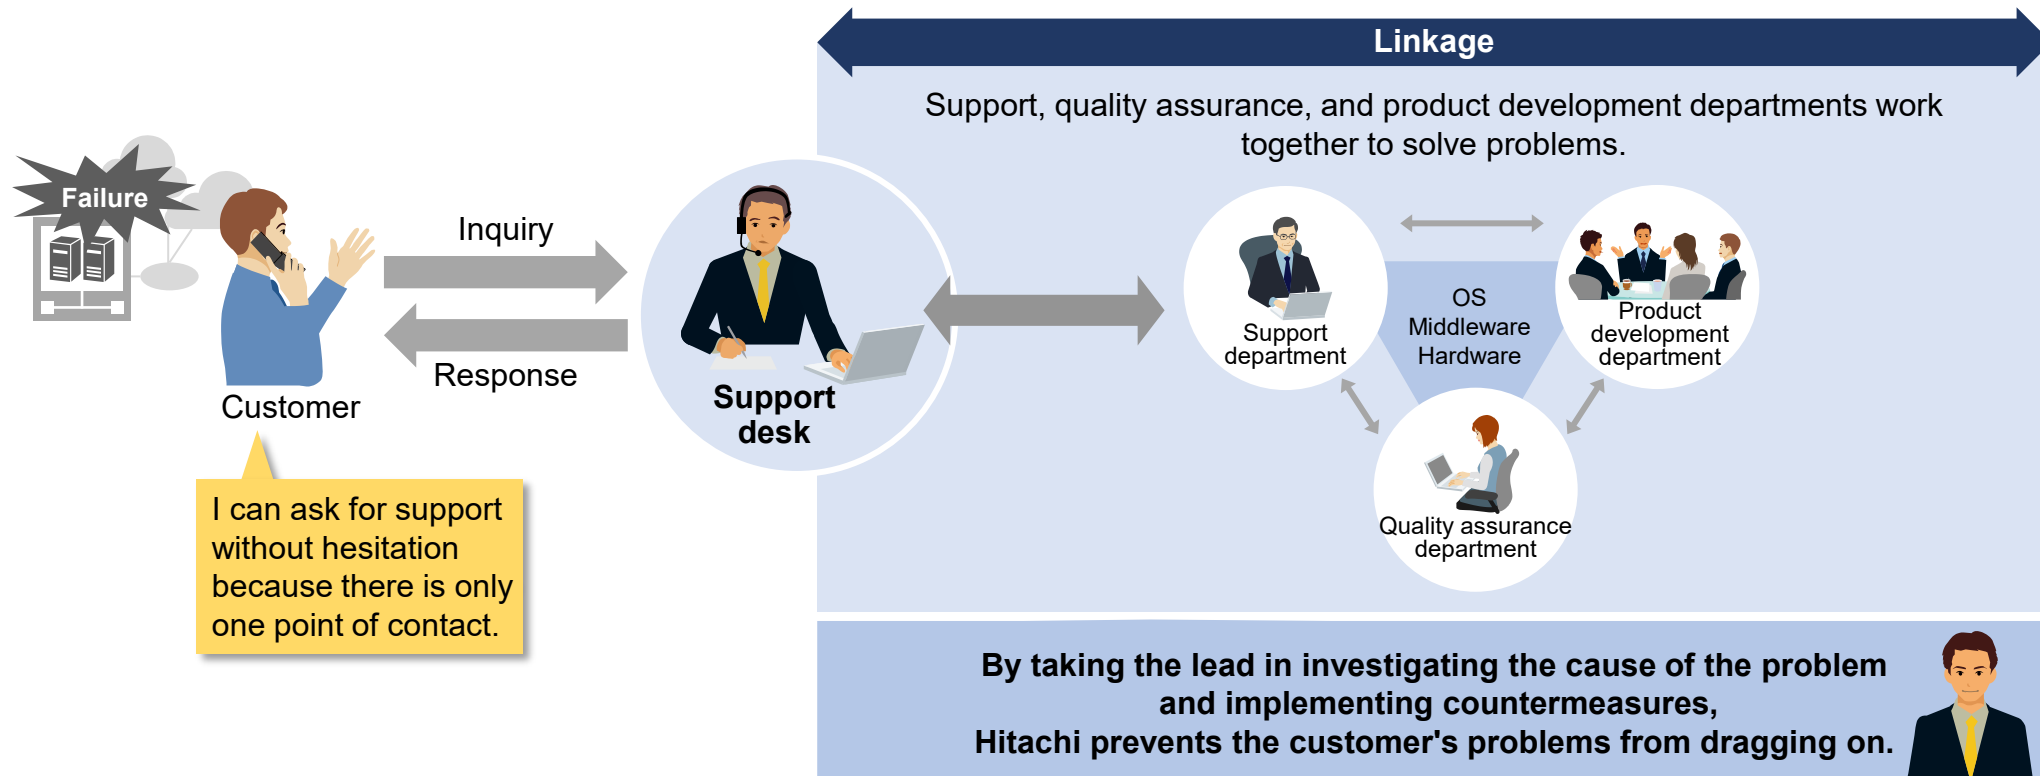 Linkage
Support, quality assurance, and product development departments work
together to solve problems.
Failure
Inquiry
Response
Customer
I can ask for support
without hesitation
because there is only
one point of contact.
Support
desk
Support
department
OS
Middleware
Hardware
Product
development
department
Quality assurance
department
By taking the lead in investigating the cause of the problem
and implementing countermeasures,
Hitachi prevents the customer's problems from dragging on.